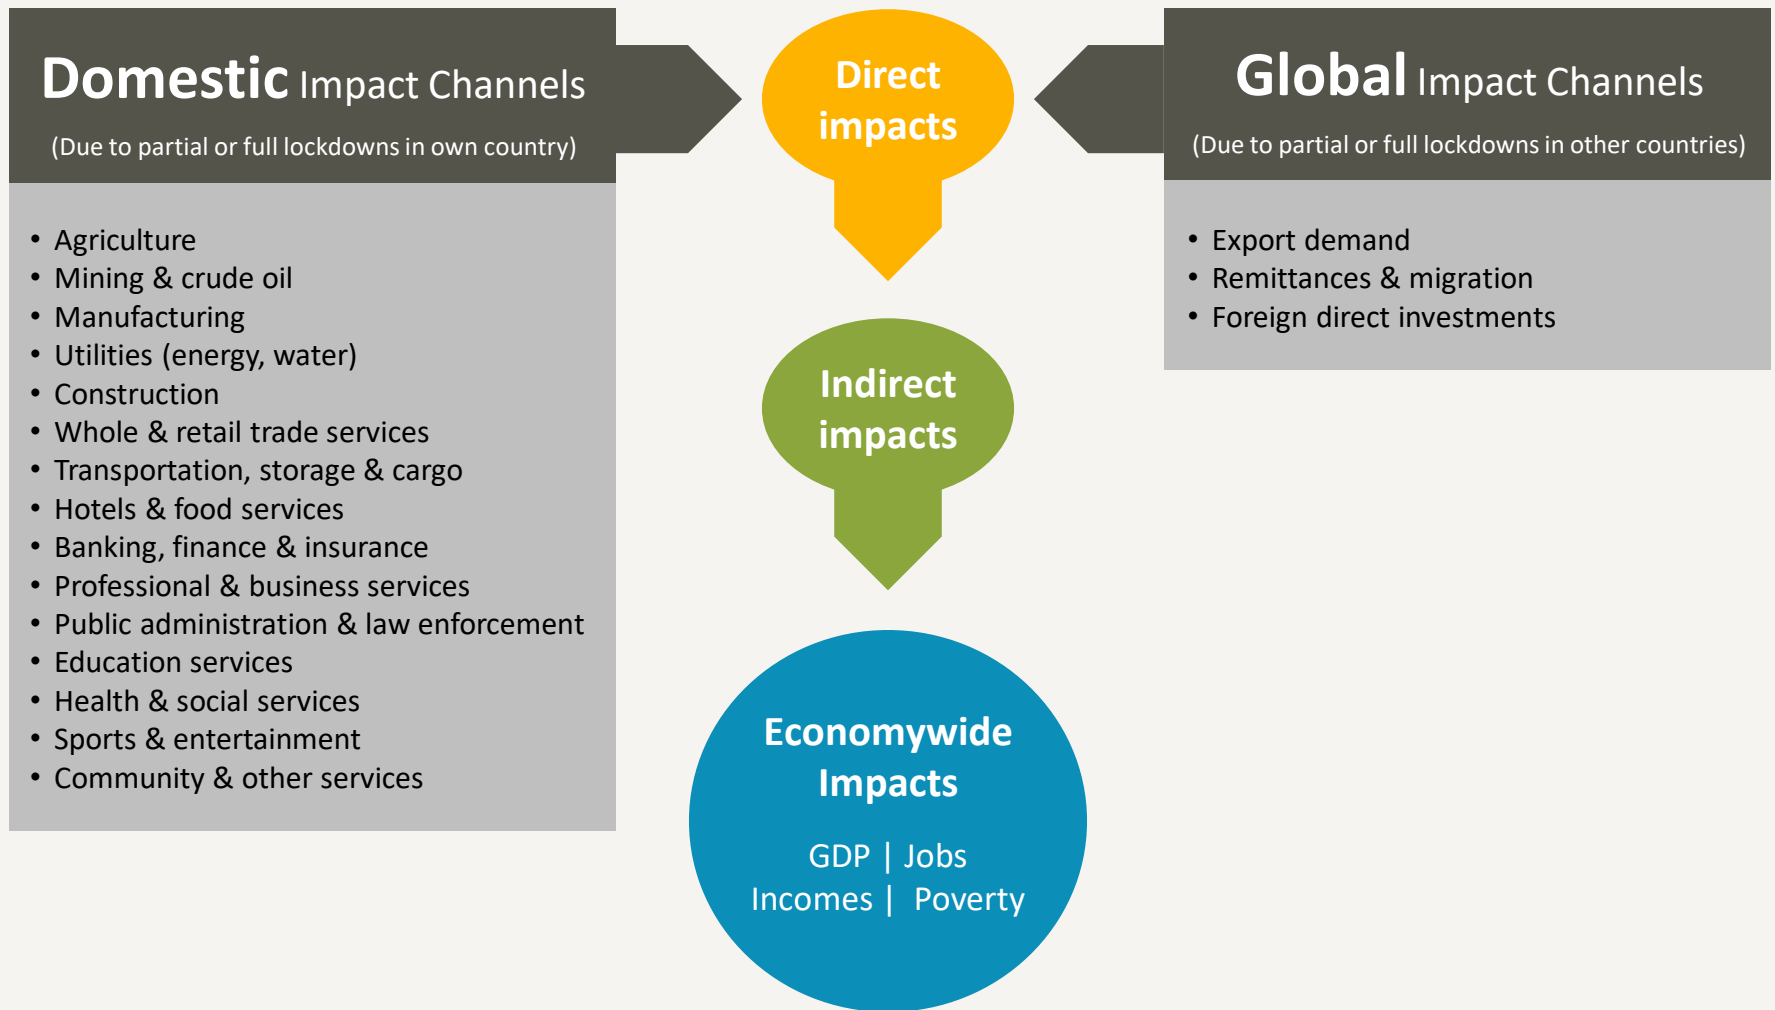 Domestic Impact Channels
(Due to partial or full lockdowns in own country)
• Agriculture
• Mining & crude oil
• Manufacturing
• Utilities (energy, water)
• Construction
• Whole & retail trade services
• Transportation, storage & cargo
• Hotels & food services
• Banking, finance & insurance
• Professional & business services
• Public administration & law enforcement
• Education services
• Health & social services
• Sports & entertainment
• Community & other services
Direct
impacts
Indirect
impacts
Economywide
Impacts
GDP | Jobs
Incomes | Poverty
Global Impact Channels
(Due to partial or full lockdowns in other countries)
• Export demand
• Remittances & migration
• Foreign direct investments